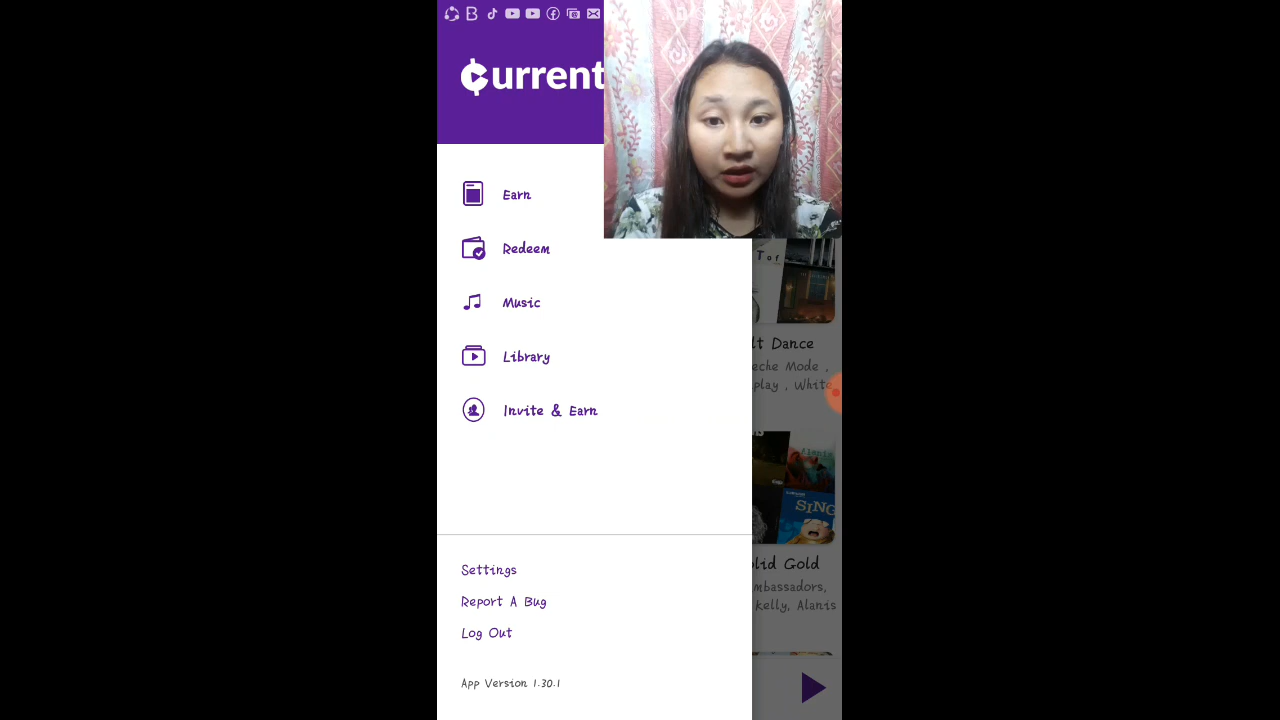 ¢urrent
Earn
Redeem
Music
Library
Invite & Earn
Settings
Report A Bug
Log Out
App Version 1.30.1
lt Dance
eche Mode ,
play , White
SING
olid Gold
mbassadors,
kelly, Alanis